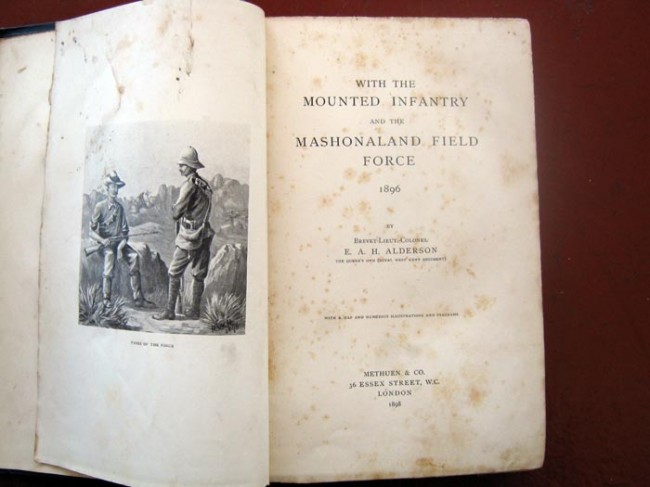 TYPES OF THE FORCE
WITH THE
MOUNTED INFANTRY
AND THE
MASHONALAND FIELD
FORCE
1896
BY
BREVET-LIEUT.-COLONEL
E. A. H. ALDERSON
(THE QUEEN'S OWN ROYAL WEST KENT REGIMENT)
WITH A MAP AND NUMEROUS ILLUSTRATIONS AND DIAGRAMS
METHUEN & CO.
36 ESSEX STREET, W.C.
LONDON
1898